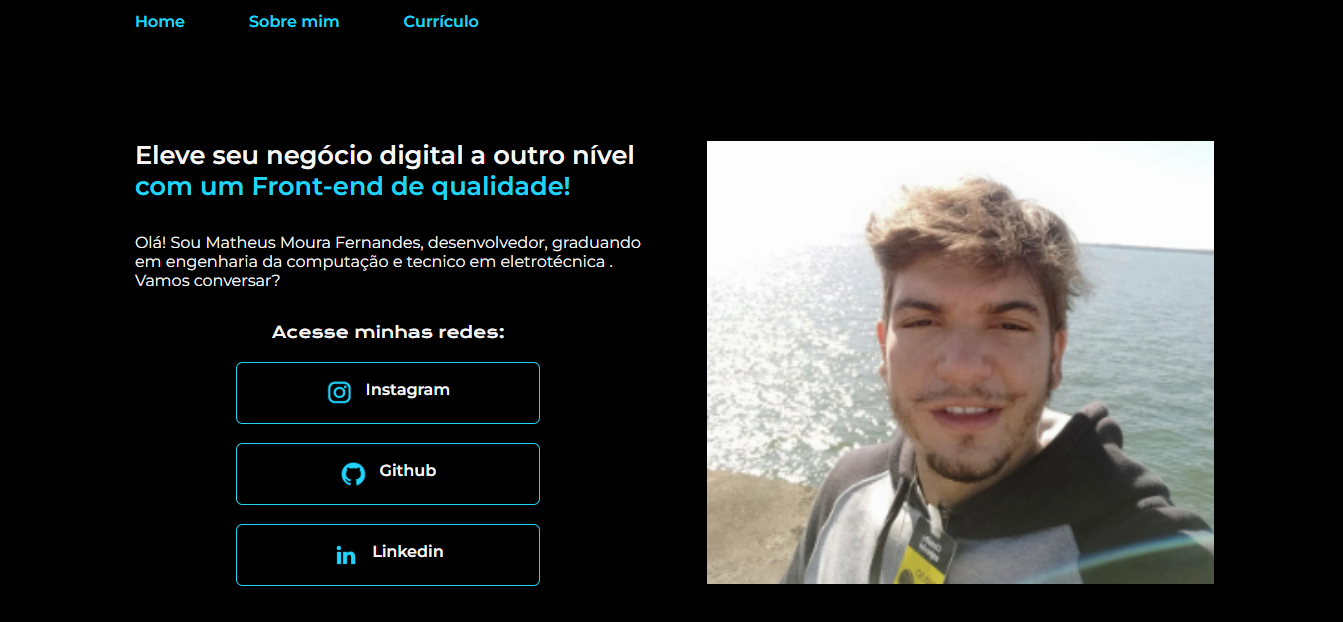 Home Sobre mim Currículo
Eleve seu negócio digital a outro nível
com um Front-end de qualidade!
Olá! Sou Matheus Moura Fernandes, desenvolvedor, graduando
em engenharia da computação e tecnico em eletrotécnica .
Vamos conversar?
Acesse minhas redes:
Instagram
Github
Linkedin